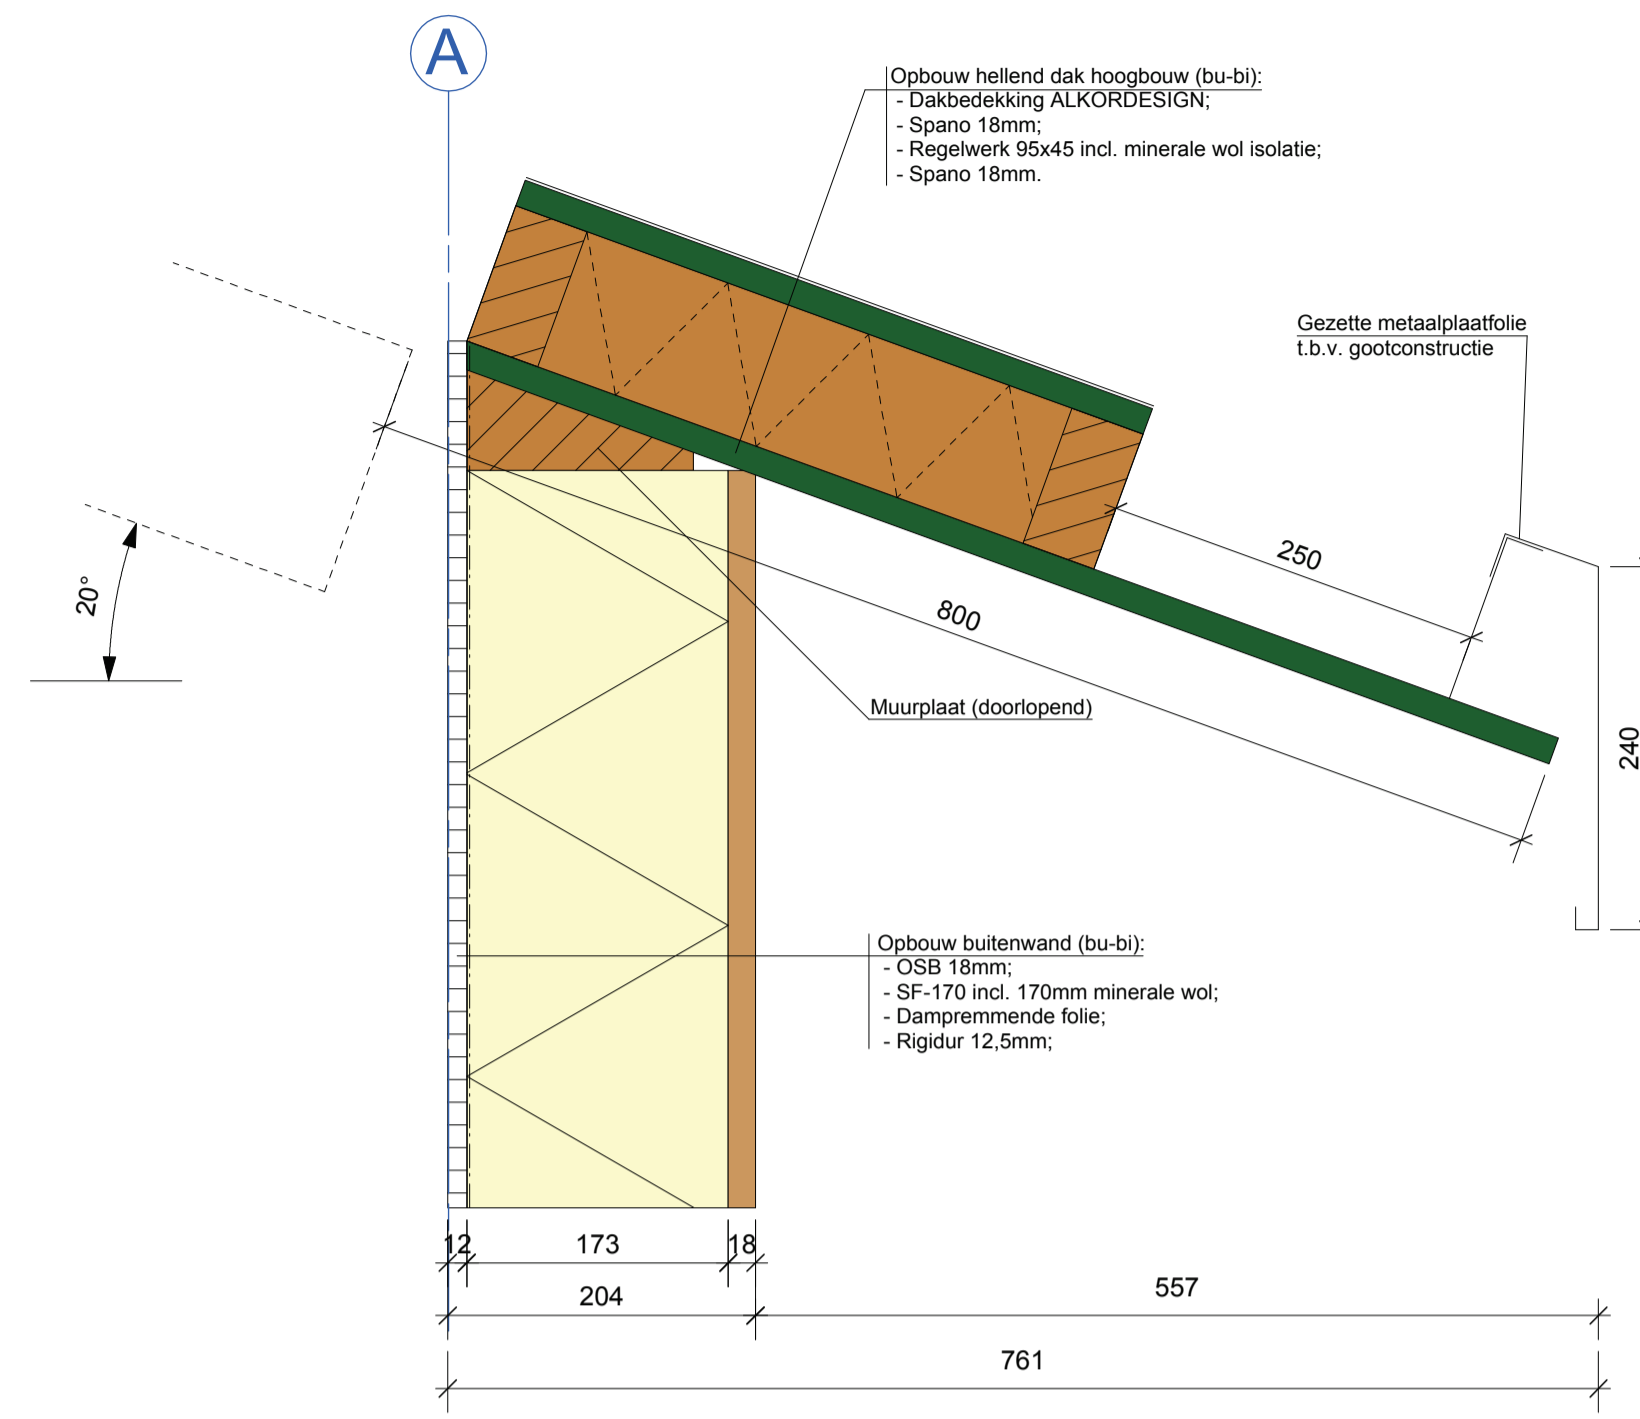 A
Opbouw hellend dak hoogbouw (bu-bi):
- Dakbedekking ALKORDESIGN;
- Spano 18mm;
- Regelwerk 95x45 incl. minerale wol isolatie;
- Spano 18mm.
Gezette metaalplaatfolie
t.b.v. gootconstructie
250
20°
800
Muurplaat (doorlopend)
240
Opbouw buitenwand (bu-bi):
- OSB 18mm;
- SF-170 incl. 170mm minerale wol;
- Dampremmende folie;
- Rigidur 12,5mm;
12 173 18
204 557
761